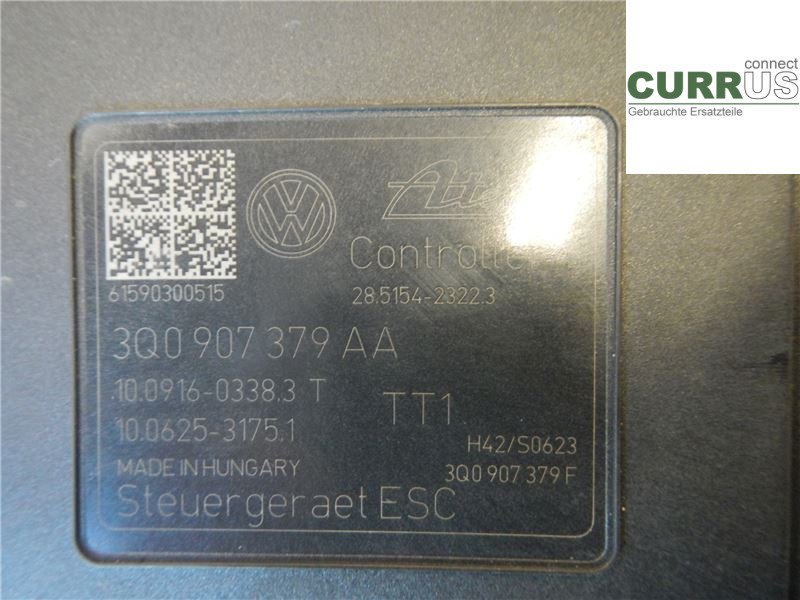 connect
CURRUS
Gebrauchte Ersatzteile
Ate
61590300515
28.5154-2322.3
3Q0 907 379 AA
10.0916-0338.3 T
TT1
10.0625-3175.1
H42/S0623
MADE IN HUNGARY
3Q0 907 379 F
Steuergeraet ESC